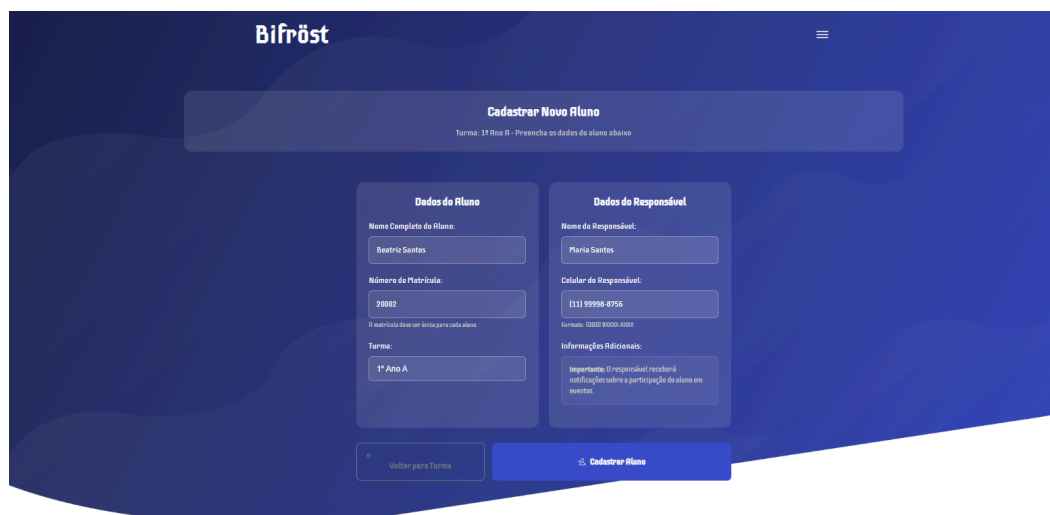 Bifröst
Cadastrar Novo Aluno
Turma: 1º Ano A - Preencha os dados do aluno abaixo
Dados do Aluno
Nome Completo do Aluno:
Beatriz Santos
Número de Matrícula:
20002
A matrícula deve ser única para cada aluno
Turma:
1º Ano A
Dados do Responsável
Nome do Responsável:
Maria Santos
Celular do Responsável:
(11) 99998-8756
Formato: (DDD) 9XXXX-XXXX
Informações Adicionais:
Importante: O responsável receberá
notificações sobre a participação do aluno em
eventos.
Voltar para Turma
Cadastrar Aluno